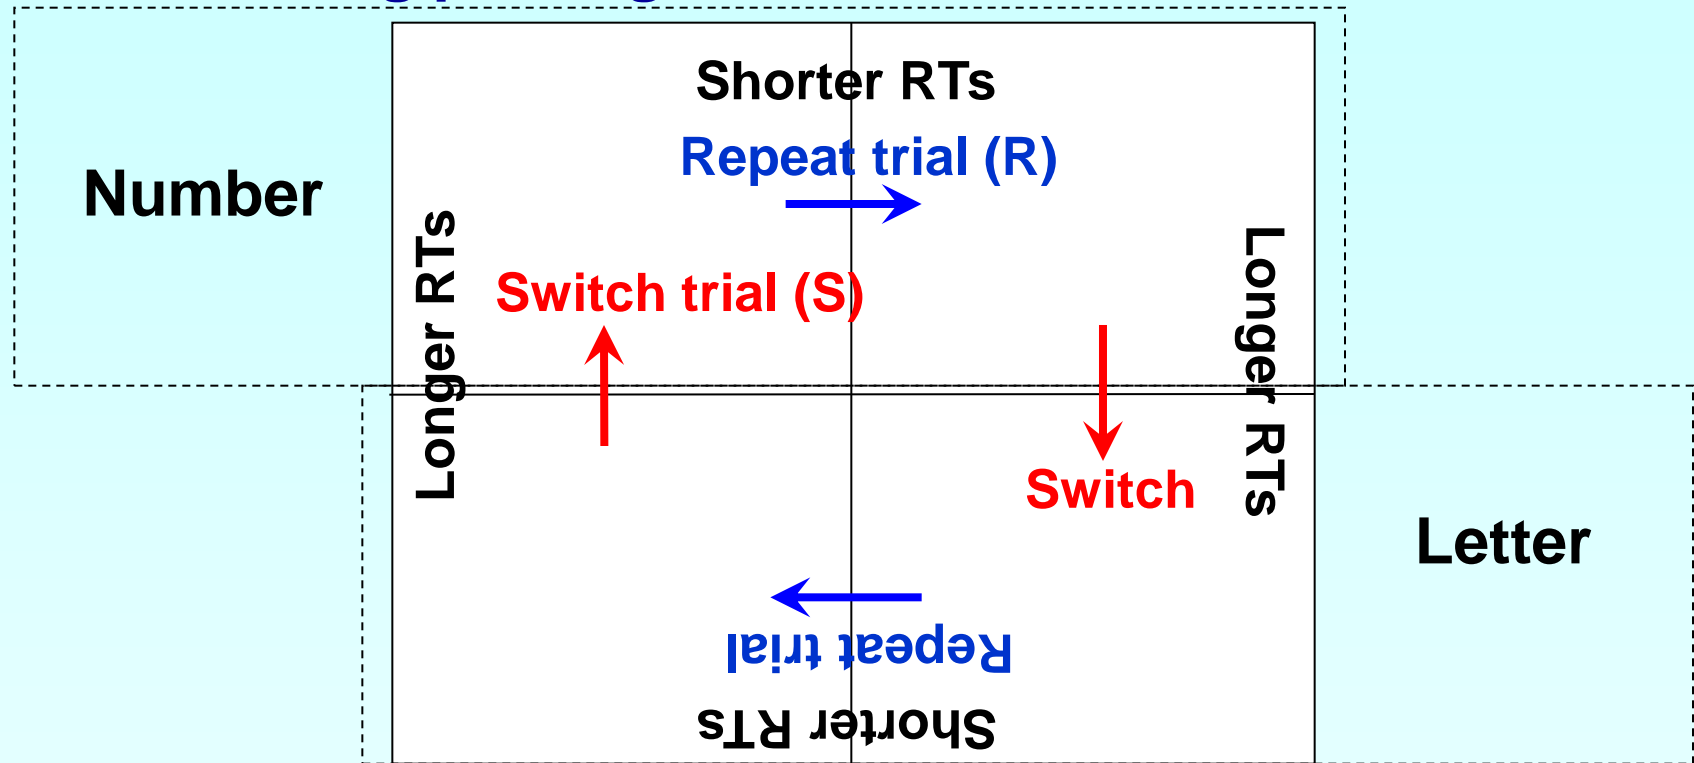 Shorter RTs
Repeat trial (R)
Number
Longer RTs
Switch trial (S)
Longer RTs
Switch
Letter
Repeat trial
Shorter RTs